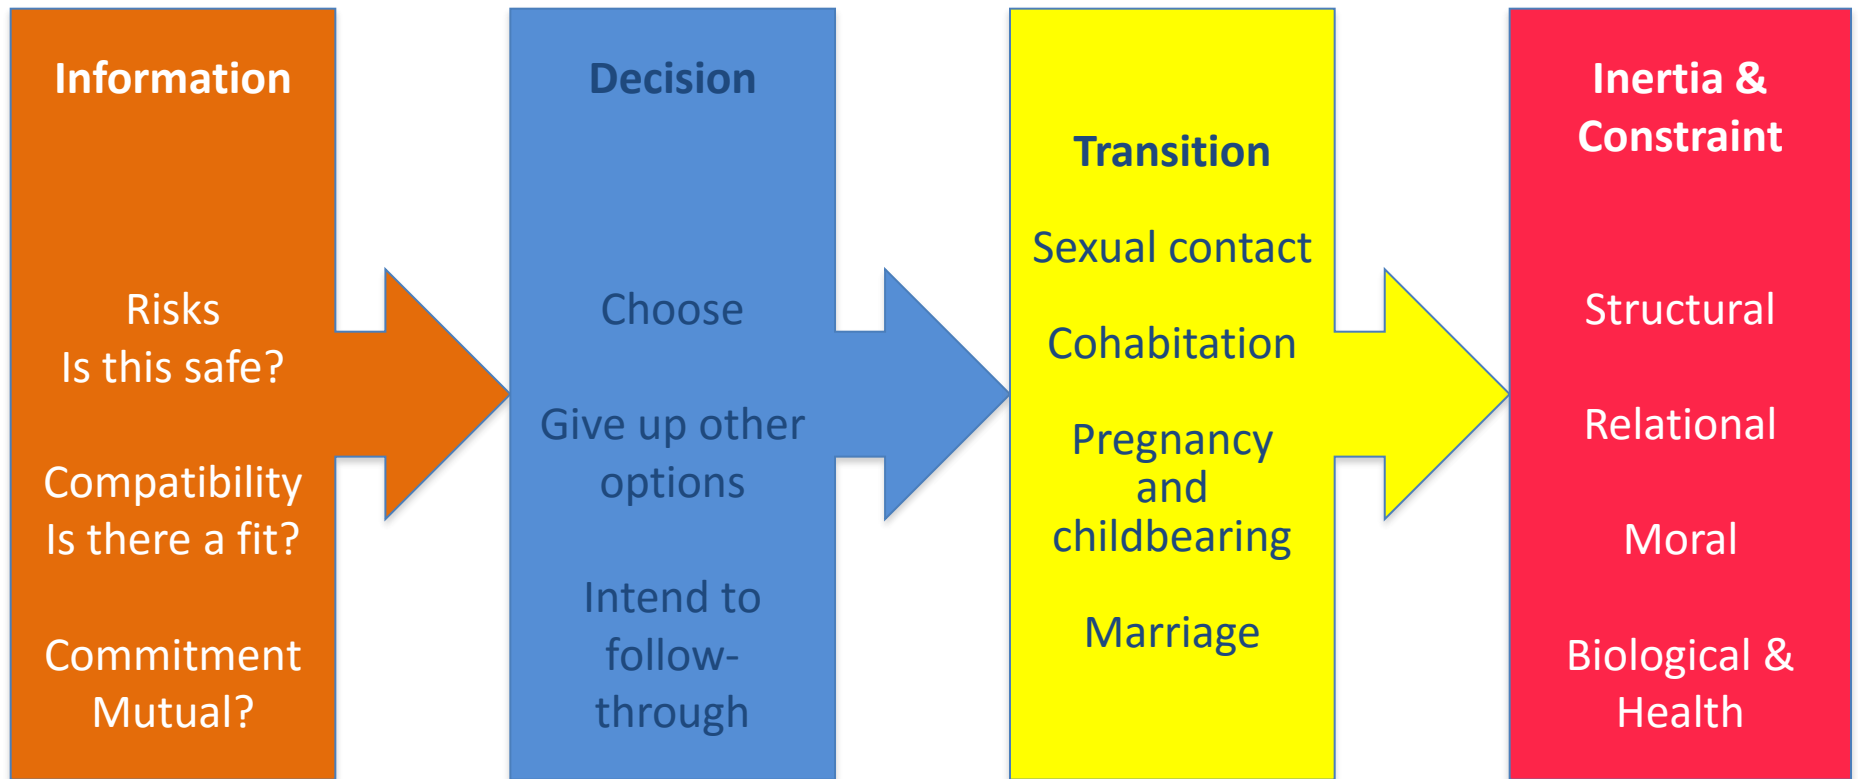 Information
Risks
Is this safe?
Compatibility
Is there a fit?
Commitment
Mutual?
Decision
Choose
Give up other
options
Intend to
follow-
through
Transition
Sexual contact
Cohabitation
Pregnancy
and
childbearing
Marriage
Inertia &
Constraint
Structural
Relational
Moral
Biological &
Health